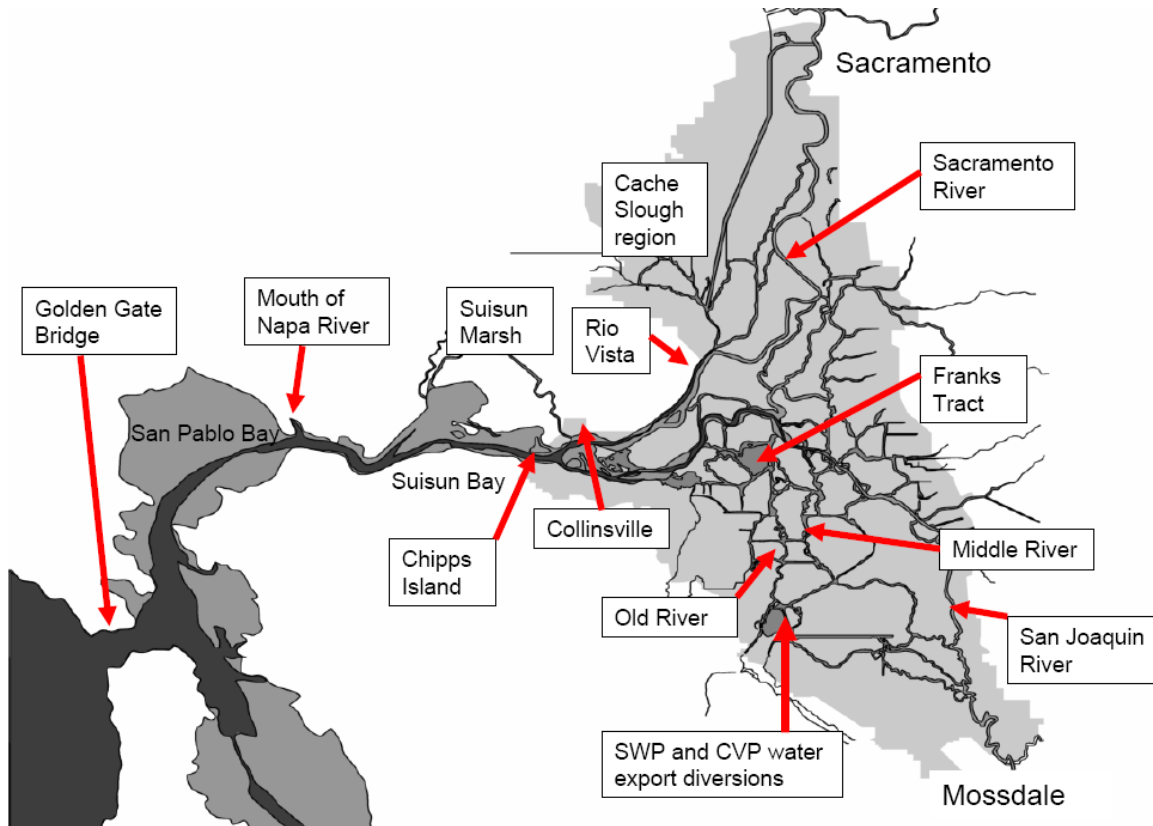 Sacramento
Sacramento
River
Cache
Slough
region
Golden Gate
Bridge
Mouth of
Napa River
Suisun
Marsh
Rio
Vista
Franks
Tract
San Pablo Bay
Suisun Bay
Collinsville
Chipps
Island
Middle River
Old River
San Joaquin
River
SWP and CVP water
export diversions
Mossdale